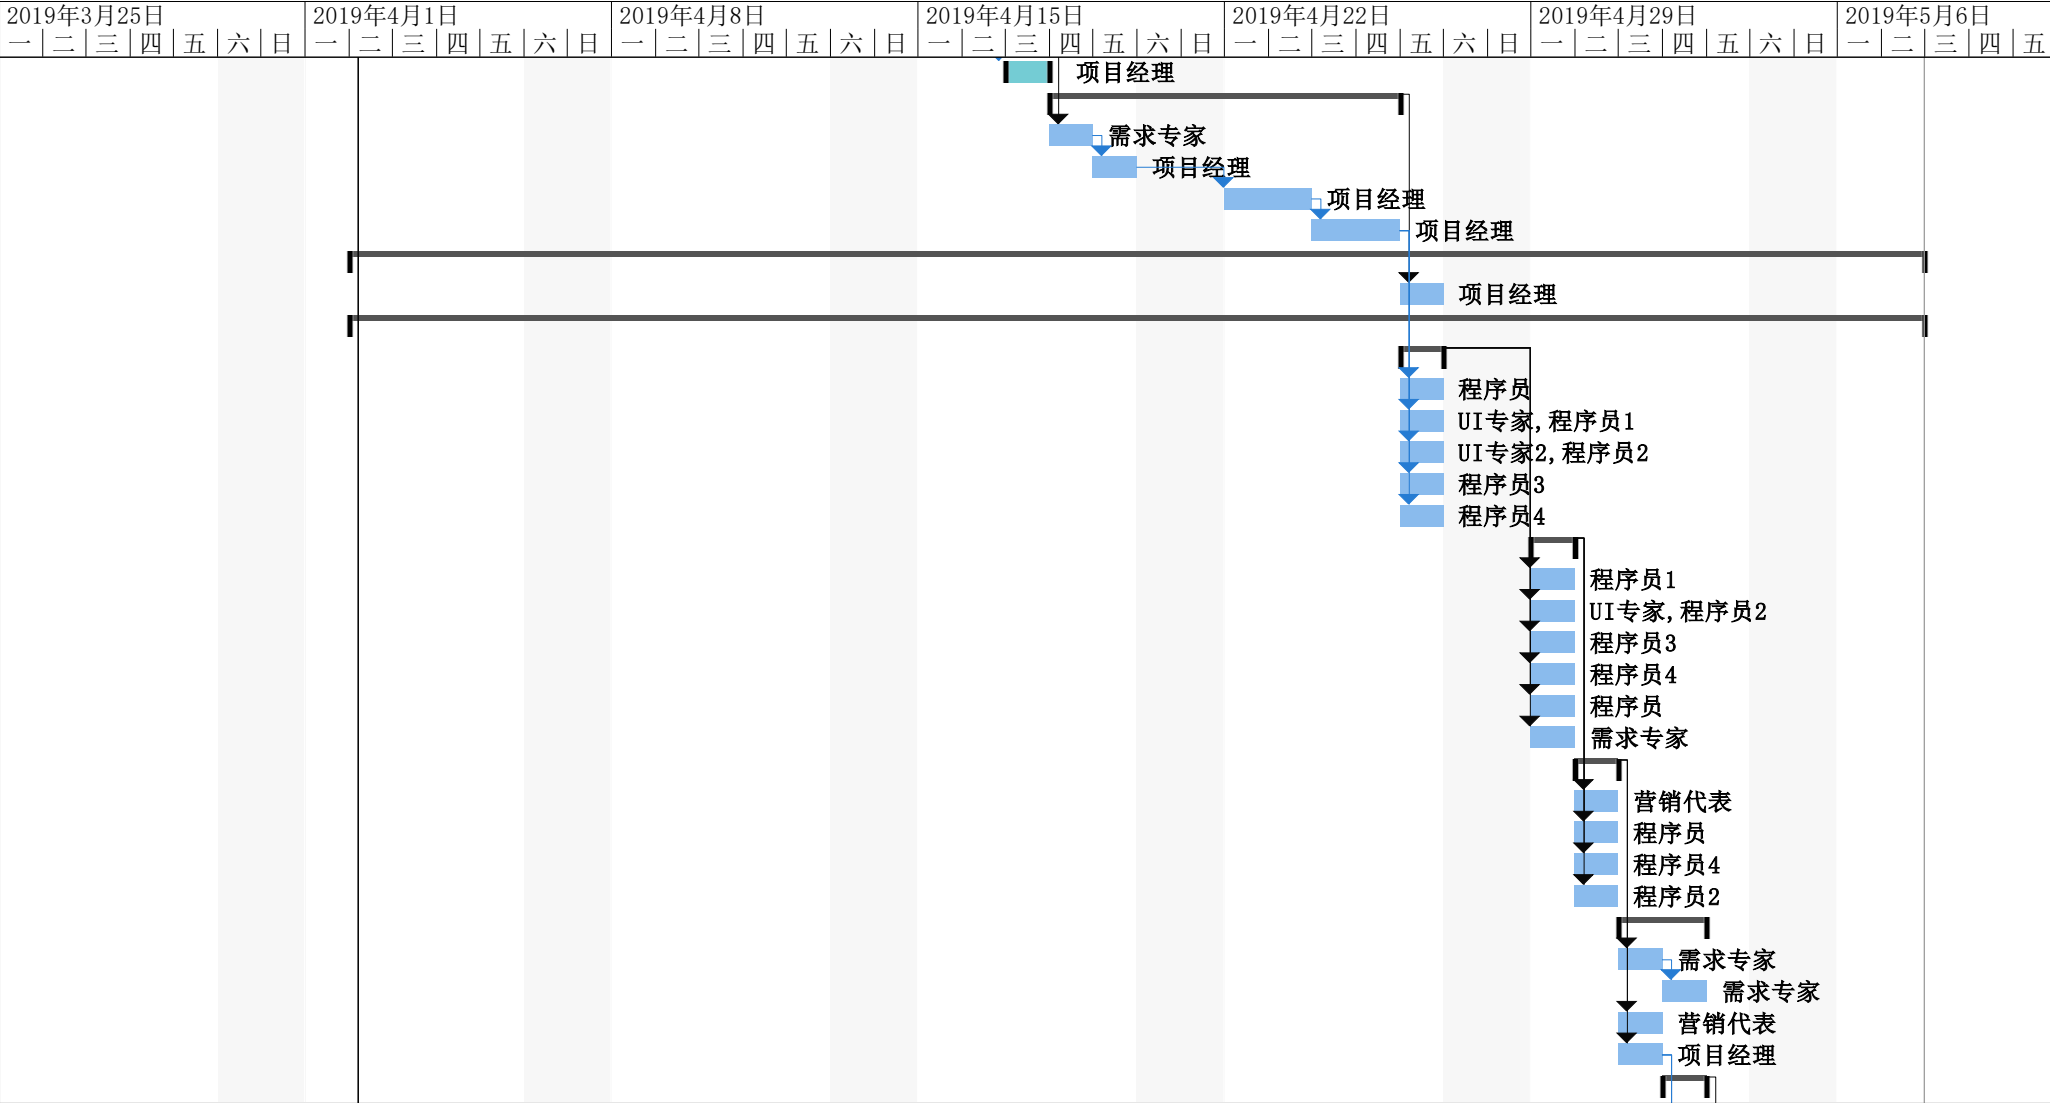 2019年3月25日 2019年4月1日 2019年4月8日 2019年4月15日 2019年4月22日 2019年4月29日 2019年5月6日
一 二 三 四 五 六 日 一 二 三 四 五 六 日 一 二 三 四 五 六 日 一 二 三 四 五 六 日 一 二 三 四 五 六 日 一 二 三 四 五 六 日 一 二 三 四 五
项目经理
需求专家
项目经理
项目经理
项目经理
项目经理
程序员
UI专家,程序员1
UI专家2,程序员2
程序员3
程序员4
程序员1
UI专家,程序员2
程序员3
程序员4
程序员
需求专家
营销代表
程序员
程序员4
程序员2
需求专家
需求专家
营销代表
项目经理